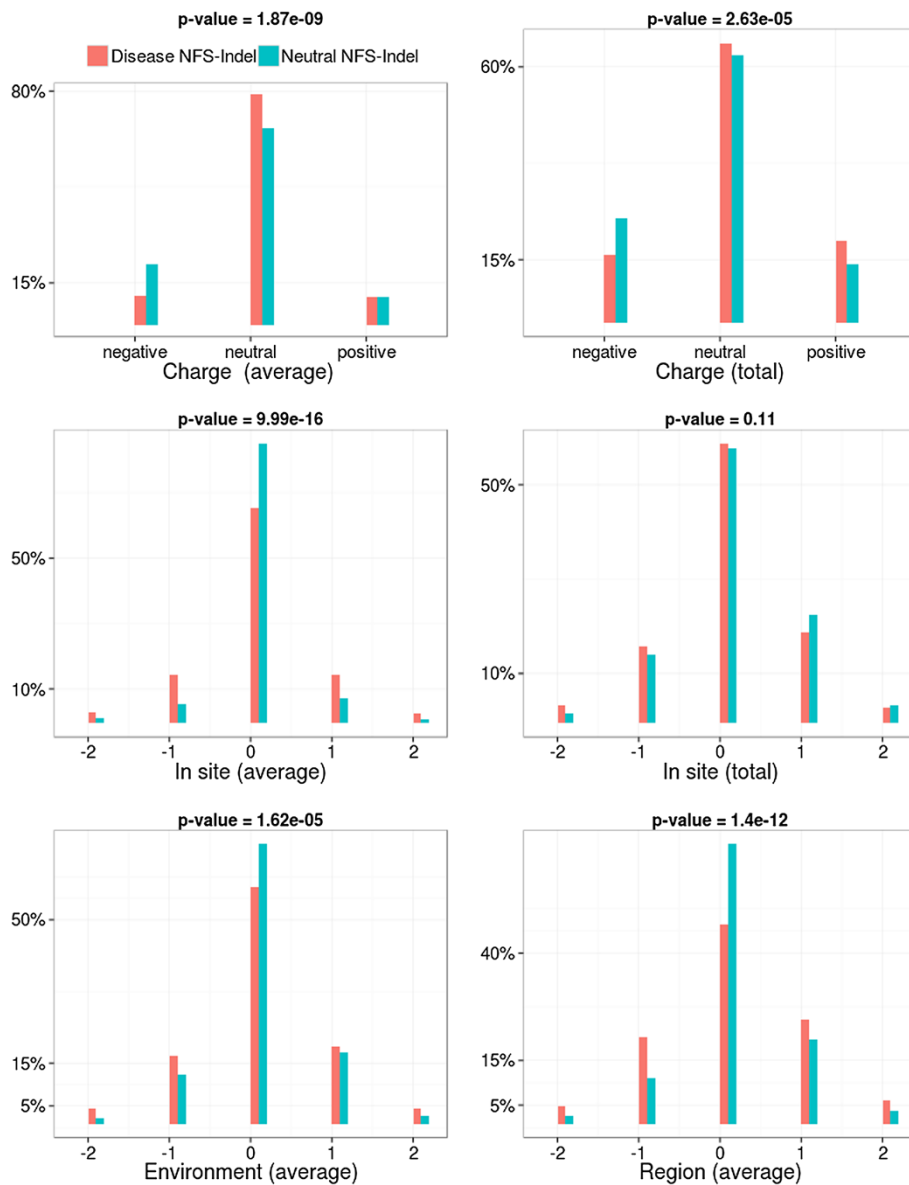 p-value = 1.87e-09
Disease NFS-Indel Neutral NFS-Indel
80%
15%
negative neutral positive
Charge (average)
p-value = 2.63e-05
60%
15%
negative neutral positive
Charge (total)
p-value = 9.99e-16
50%
10%
-2 -1 0 1 2
In site (average)
p-value = 0.11
50%
10%
-2 -1 0 1 2
In site (total)
p-value = 1.62e-05
50%
15%
5%
-2 -1 0 1 2
Environment (average)
p-value = 1.4e-12
40%
15%
5%
-2 -1 0 1 2
Region (average)